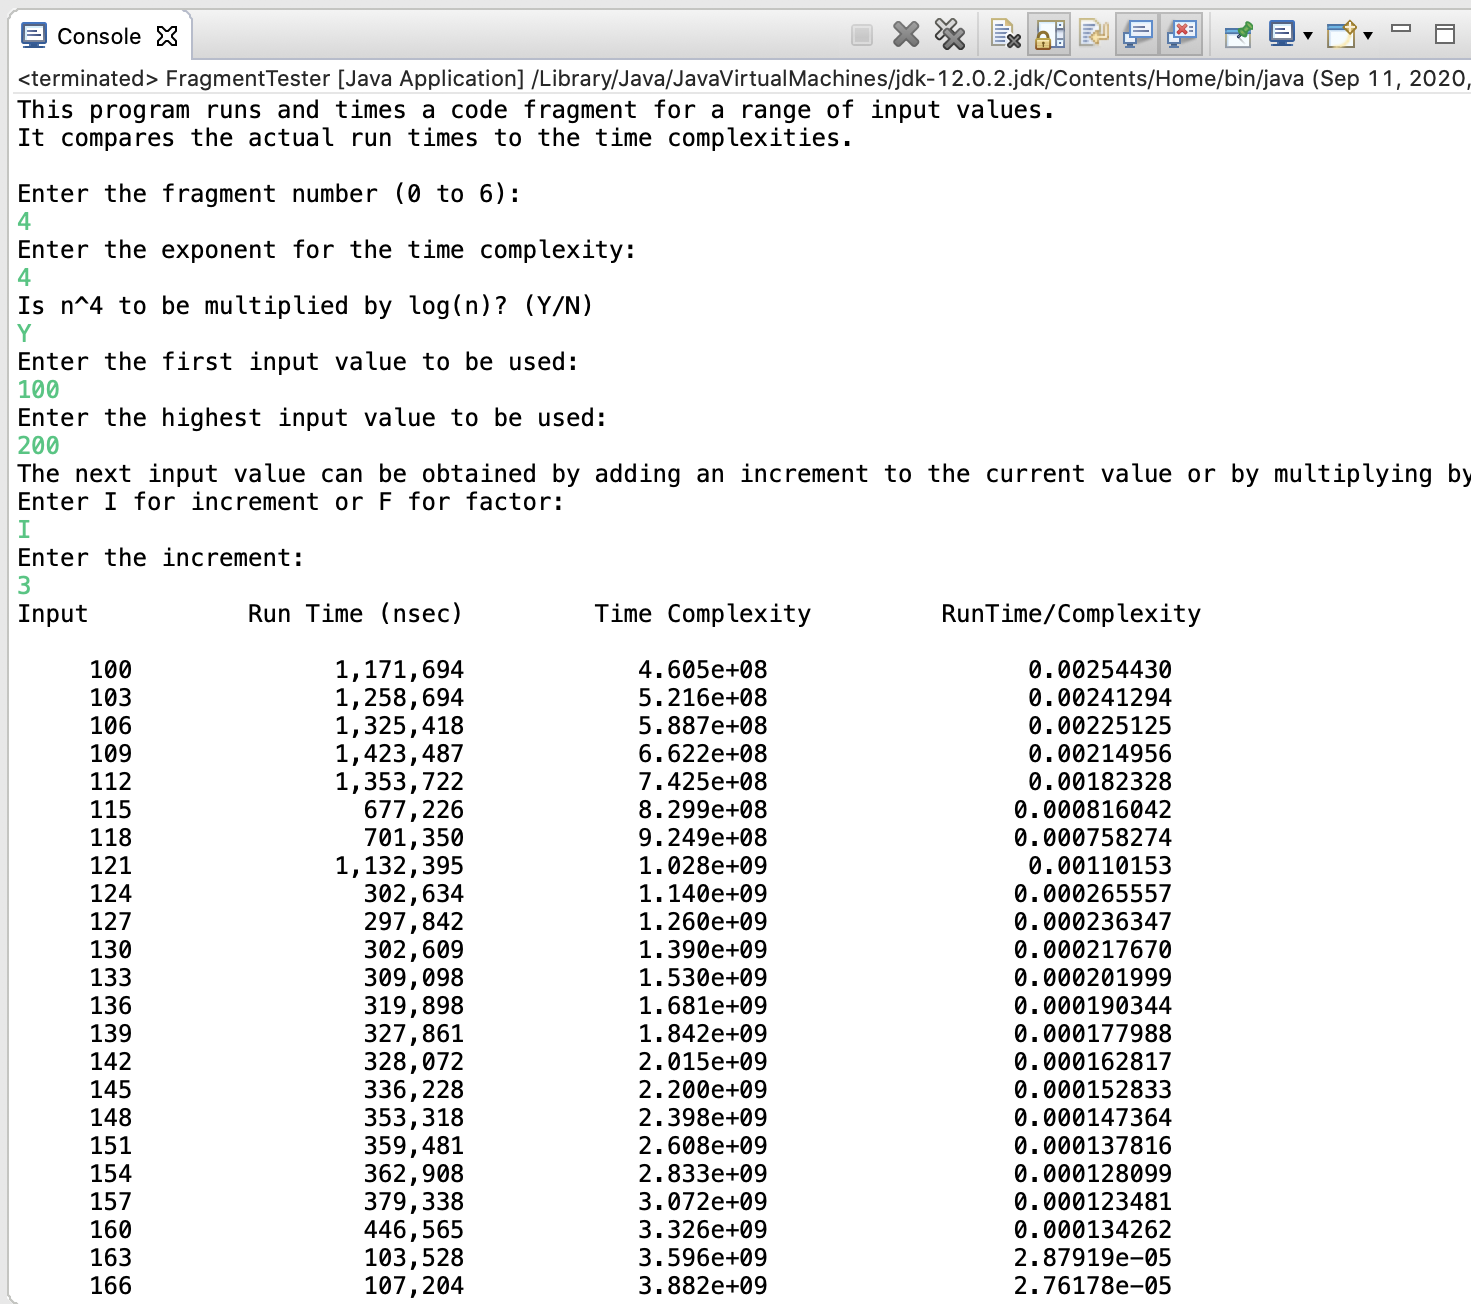 Console
<terminated> FragmentTester [Java Application] /Library/Java/JavaVirtualMachines/jdk-12.0.2.jdk/Contents/Home/bin/java (Sep 11, 2020,
This program runs and times a code fragment for a range of input values.
It compares the actual run times to the time complexities.
Enter the fragment number (0 to 6):
4
Enter the exponent for the time complexity:
4
Is n^4 to be multiplied by log(n)? (Y/N)
Y
Enter the first input value to be used:
100
Enter the highest input value to be used:
200
The next input value can be obtained by adding an increment to the current value or by multiplying by
Enter I for increment or F for factor:
I
Enter the increment:
3
Input Run Time (nsec) Time Complexity RunTime/Complexity
100 1,171,694 4.605e+08 0.00254430
103 1,258,694 5.216e+08 0.00241294
106 1,325,418 5.887e+08 0.00225125
109 1,423,487 6.622e+08 0.00214956
112 1,353,722 7.425e+08 0.00182328
115 677,226 8.299e+08 0.000816042
118 701,350 9.249e+08 0.000758274
121 1,132,395 1.028e+09 0.00110153
124 302,634 1.140e+09 0.000265557
127 297,842 1.260e+09 0.000236347
130 302,609 1.390e+09 0.000217670
133 309,098 1.530e+09 0.000201999
136 319,898 1.681e+09 0.000190344
139 327,861 1.842e+09 0.000177988
142 328,072 2.015e+09 0.000162817
145 336,228 2.200e+09 0.000152833
148 353,318 2.398e+09 0.000147364
151 359,481 2.608e+09 0.000137816
154 362,908 2.833e+09 0.000128099
157 379,338 3.072e+09 0.000123481
160 446,565 3.326e+09 0.000134262
163 103,528 3.596e+09 2.87919e-05
166 107,204 3.882e+09 2.76178e-05